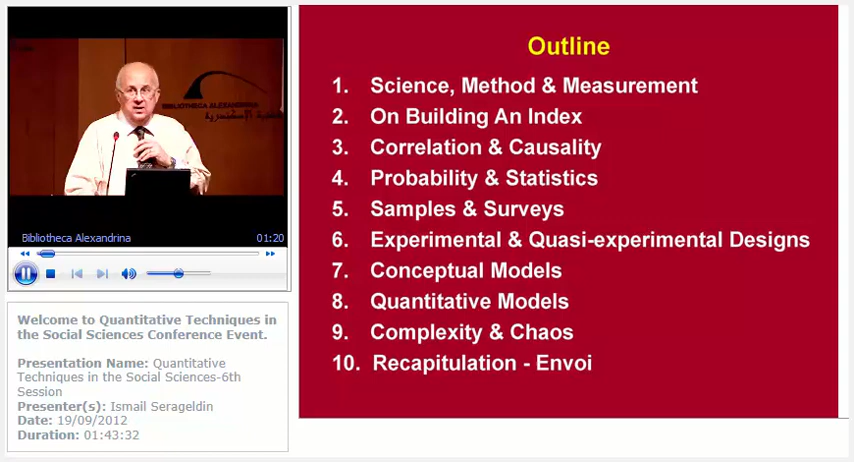 BIBLIOTHECA ALEXANDRINA
مكتبة الإسكندرية
Bibliotheca Alexandrina
01:20
Welcome to Quantitative Techniques in
the Social Sciences Conference Event.
Presentation Name: Quantitative
Techniques in the Social Sciences-6th
Session
Presenter(s): Ismail Serageldin
Date: 19/09/2012
Duration: 01:43:32
Outline
1. Science, Method & Measurement
2. On Building An Index
3. Correlation & Causality
4. Probability & Statistics
5. Samples & Surveys
6. Experimental & Quasi-experimental Designs
7. Conceptual Models
8. Quantitative Models
9. Complexity & Chaos
10. Recapitulation - Envoi